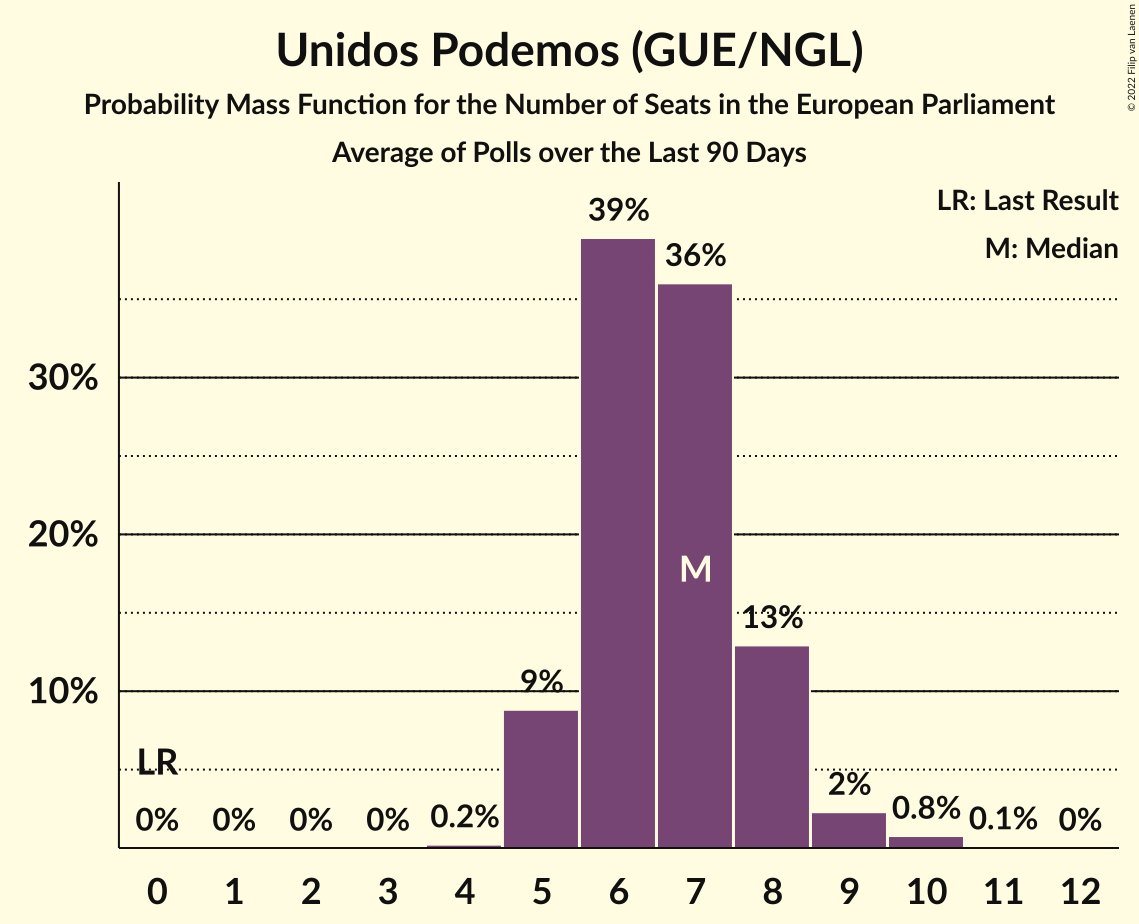 Unidos Podemos (GUE/NGL)
Probability Mass Function for the Number of Seats in the European Parliament
Average of Polls over the Last 90 Days
© 2022 Filip van Laenen
LR: Last Result
M: Median
39%
36%
30%
20%
M
13%
10%
9%
LR
2%
0% 0% 0% 0% 0.2% 0.8% 0.1% 0%
0 1 2 3 4 5 6 7 8 9 10 11 12